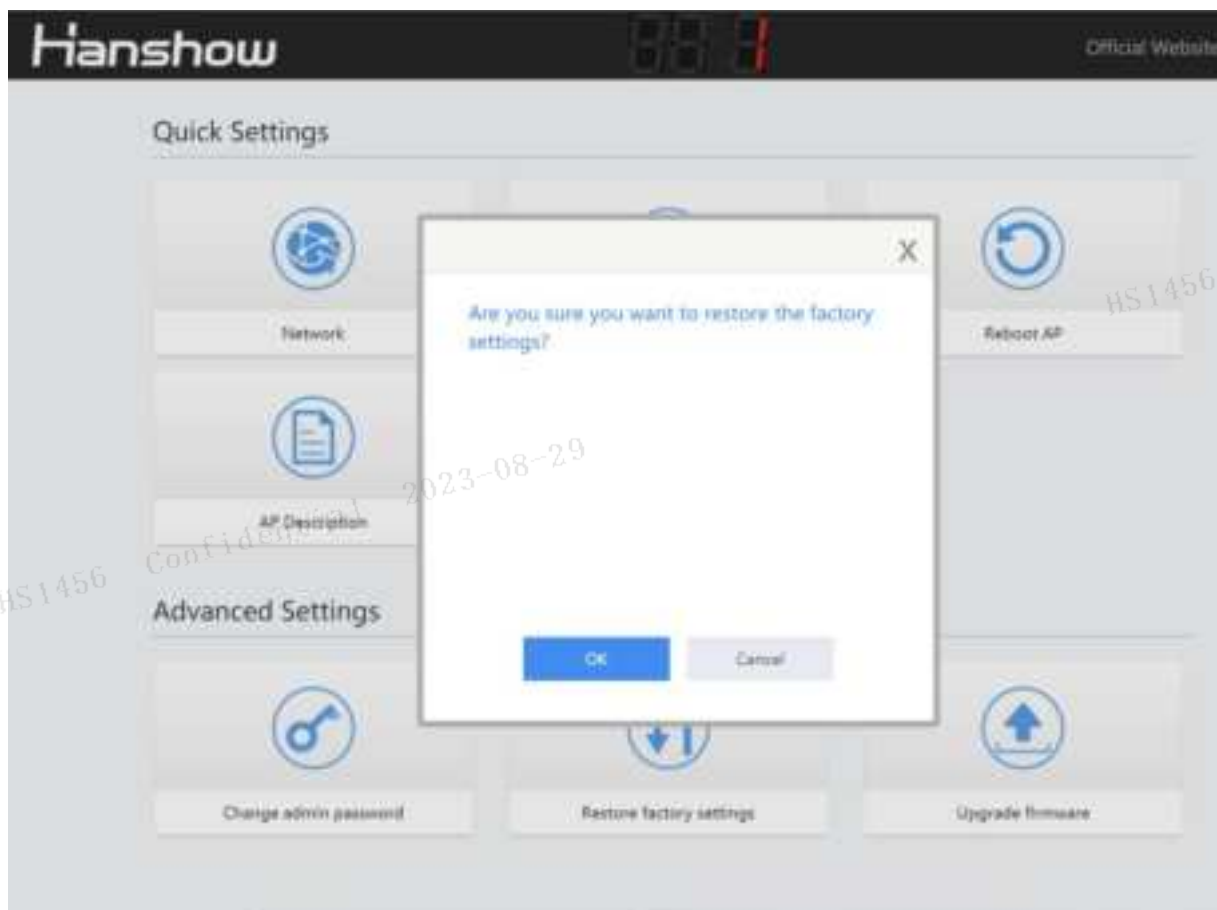 Hanshow
1
Official Website
Quick Settings
X
Are you sure you want to restore the factory
settings?
HS1456
Network
Reboot AP
2023-08-29
AP Description
HS1456 Confidential
Advanced Settings
OK
Cancel
Change admin password
Restore factory settings
Upgrade firmware